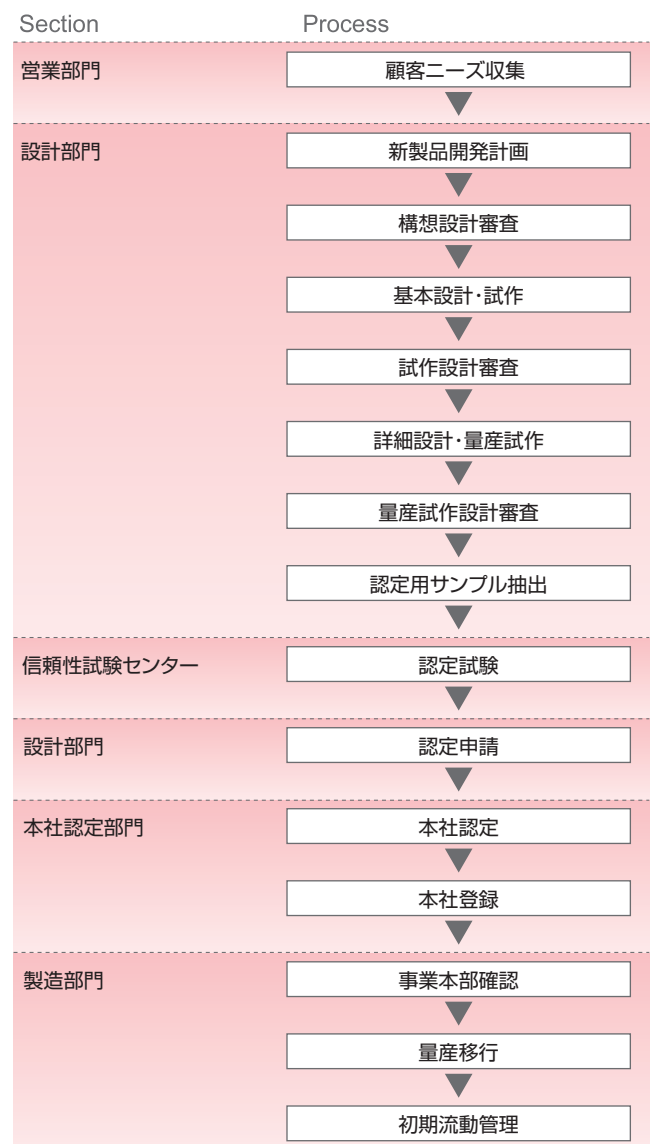 Section Process
営業部門 顧客ニーズ収集
設計部門 新製品開発計画
構想設計審査
基本設計・試作
試作設計審査
詳細設計・量産試作
量産試作設計審査
認定用サンプル抽出
信頼性試験センター 認定試験
設計部門 認定申請
本社認定部門 本社認定
本社登録
製造部門 事業本部確認
量産移行
初期流動管理